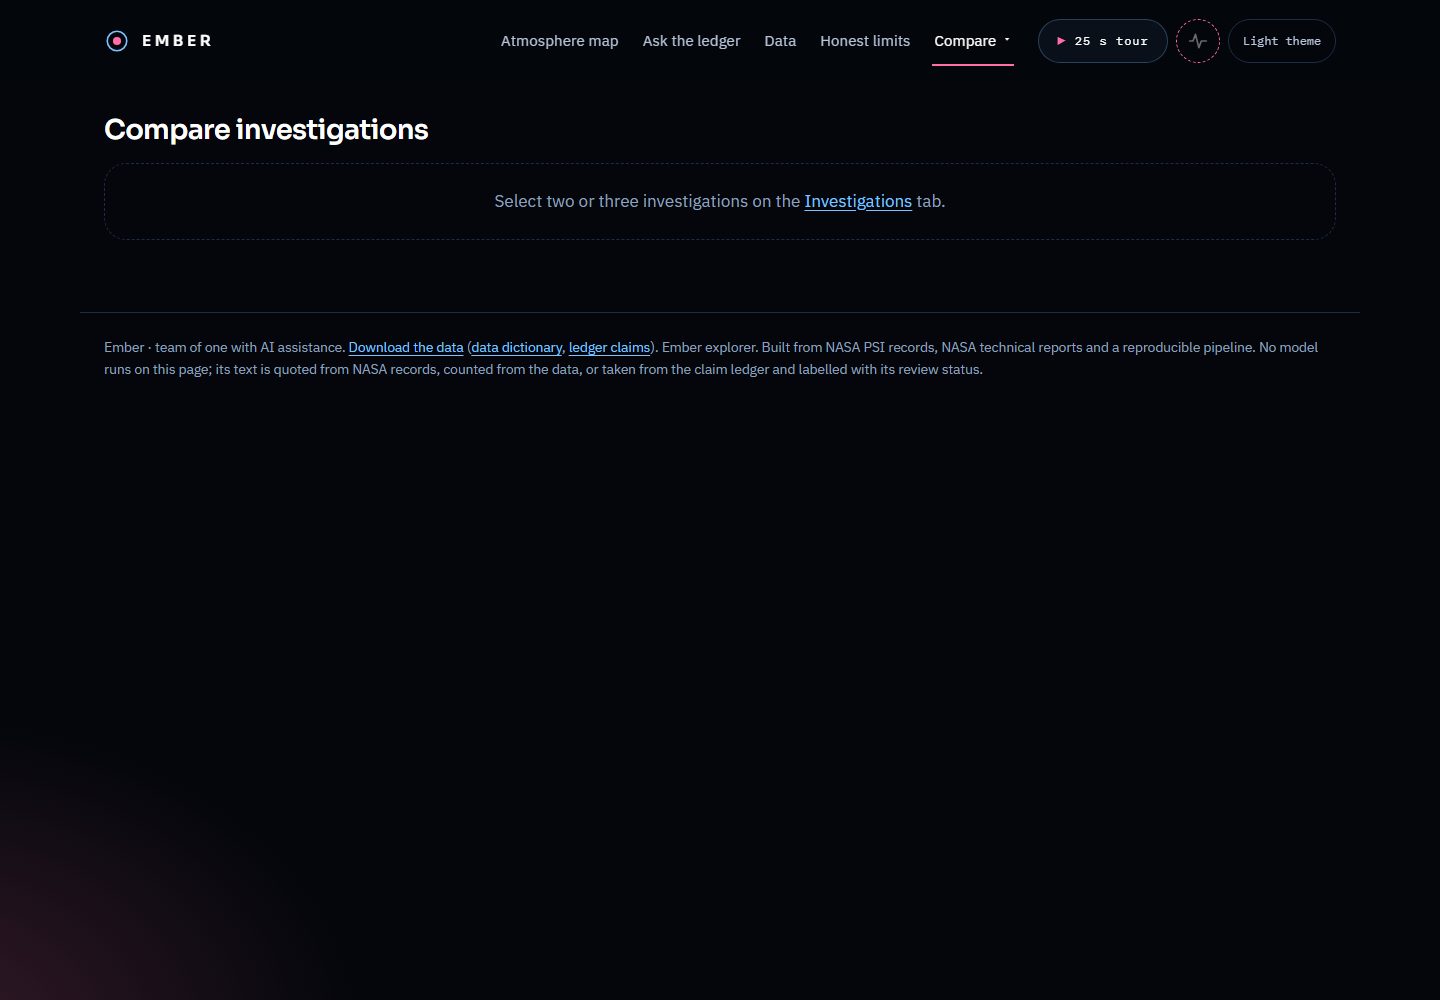 EMBER
Atmosphere map
Ask the ledger
Data
Honest limits
Compare
25 s tour
Light theme
Compare investigations
Select two or three investigations on the Investigations tab.
Ember · team of one with AI assistance. Download the data (data dictionary, ledger claims). Ember explorer. Built from NASA PSI records, NASA technical reports and a reproducible pipeline. No model
runs on this page; its text is quoted from NASA records, counted from the data, or taken from the claim ledger and labelled with its review status.